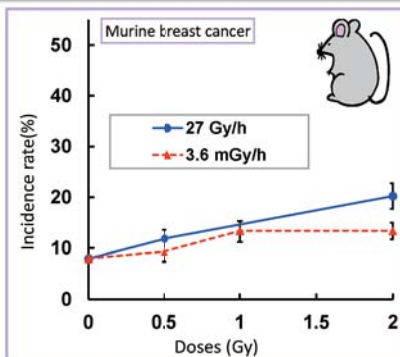 Murine breast cancer
50
40
30
20
10
0
Incidence rate(%)
27 Gy/h
3.6 mGy/h
0 0.5 1 1.5 2
Doses (Gy)